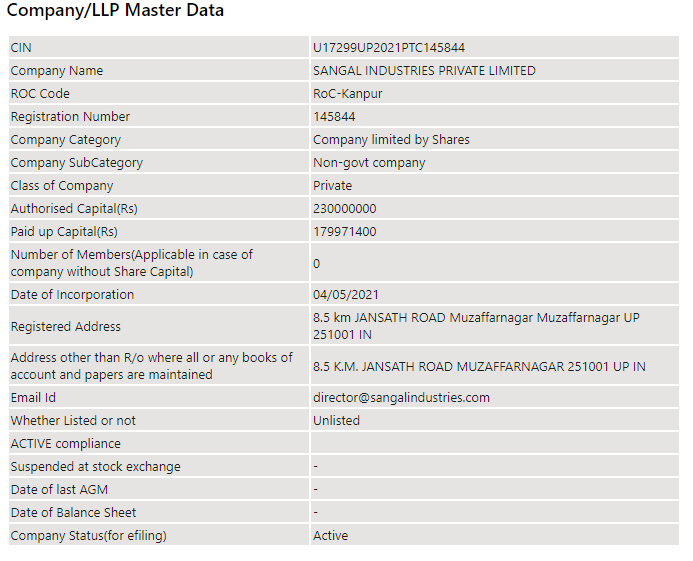 Company/LLP Master Data
CIN U17299UP2021PTC145844
Company Name SANGAL INDUSTRIES PRIVATE LIMITED
ROC Code RoC-Kanpur
Registration Number 145844
Company Category Company limited by Shares
Company SubCategory Non-govt company
Class of Company Private
Authorised Capital(Rs) 230000000
Paid up Capital(Rs) 179971400
Number of Members(Applicable in case of
company without Share Capital) 0
Date of Incorporation 04/05/2021
Registered Address 8.5 km JANSATH ROAD Muzaffarnagar Muzaffarnagar UP
251001 IN
Address other than R/o where all or any books of
account and papers are maintained 8.5 K.M. JANSATH ROAD MUZAFFARNAGAR 251001 UP IN
Email Id director@sangalindustries.com
Whether Listed or not Unlisted
ACTIVE compliance
Suspended at stock exchange -
Date of last AGM -
Date of Balance Sheet -
Company Status(for efiling) Active